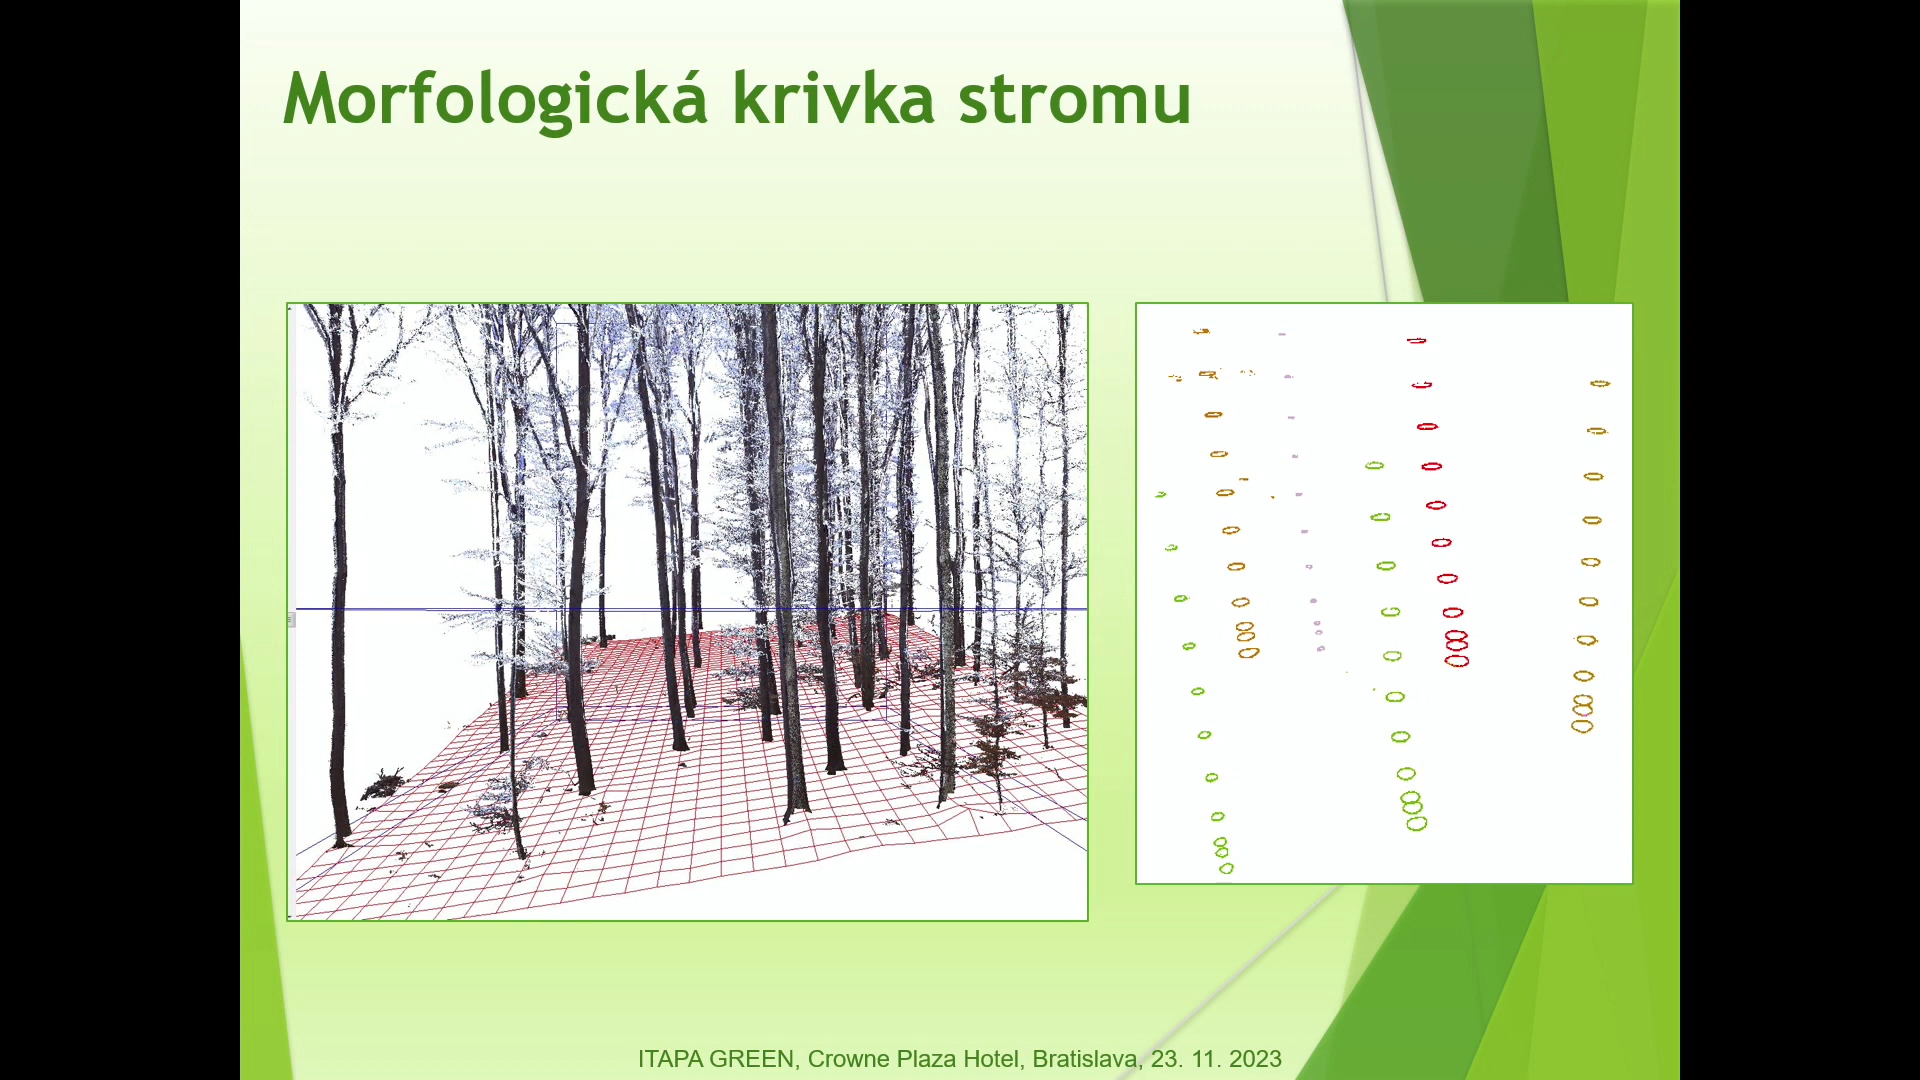 Morfologická krivka stromu
ITAPA GREEN, Crowne Plaza Hotel, Bratislava, 23. 11. 2023